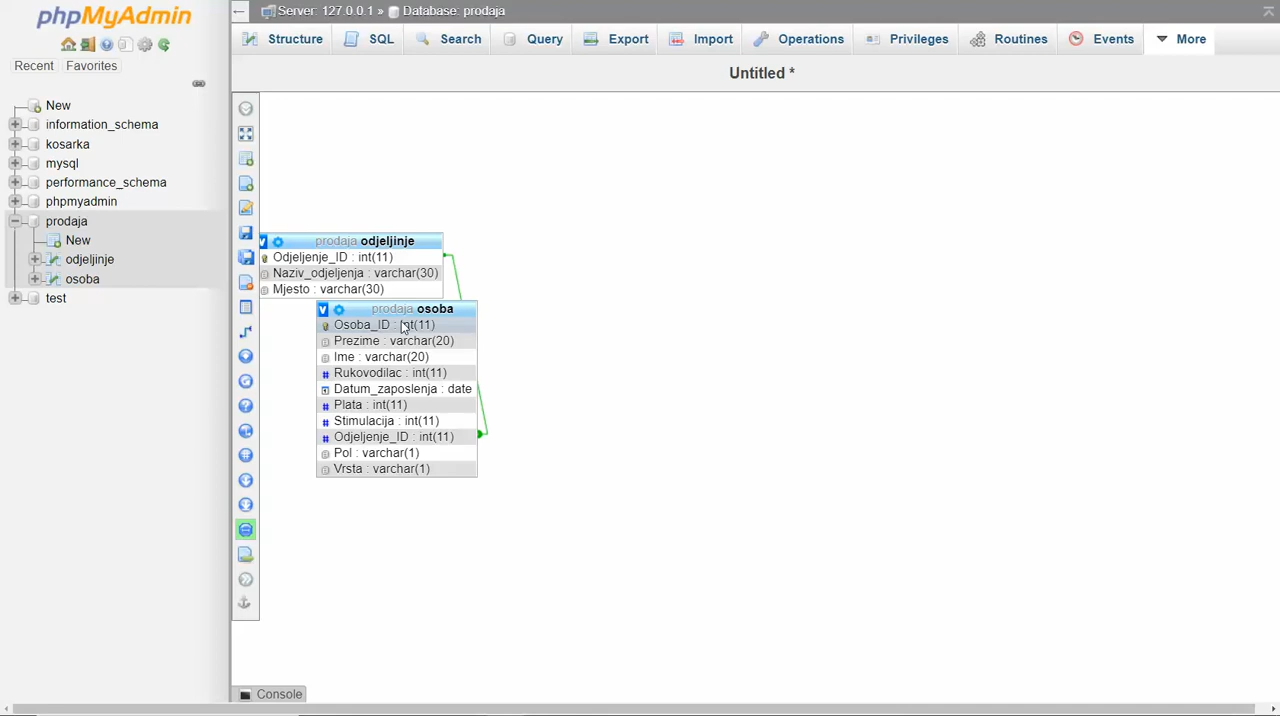 phpMyAdmin
Recent Favorites
New
information_schema
kosarka
mysql
performance_schema
phpmyadmin
prodaja
New
odjeljinje
osoba
test
Server: 127.0.0.1 » Database: prodaja
Structure SQL Search Query Export Import Operations Privileges Routines Events More
Untitled *
prodaja odjeljinje
Odjeljenje_ID : int(11)
Naziv_odjeljenja : varchar(30)
Mjesto : varchar(30)
prodaja osoba
Osoba_ID : int(11)
Prezime : varchar(20)
Ime : varchar(20)
Rukovodilac : int(11)
Datum_zaposlenja : date
Plata : int(11)
Stimulacija : int(11)
Odjeljenje_ID : int(11)
Pol : varchar(1)
Vrsta : varchar(1)
Console